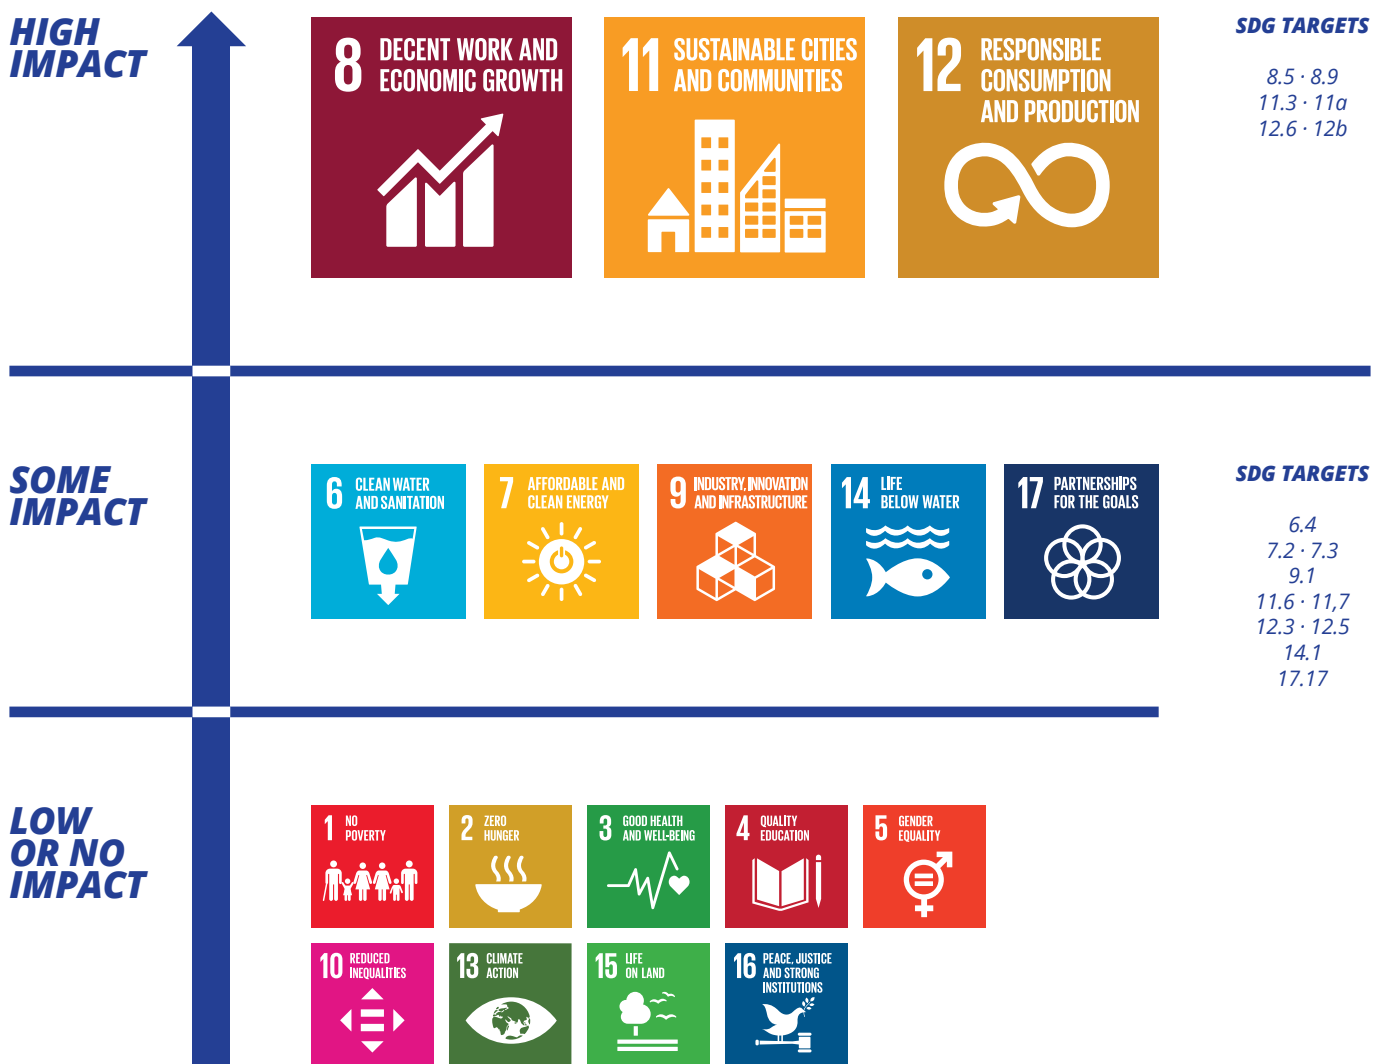 HIGH
IMPACT
8 DECENT WORK AND
ECONOMIC GROWTH
11 SUSTAINABLE CITIES
AND COMMUNITIES
12 RESPONSIBLE
CONSUMPTION
AND PRODUCTION
SDG TARGETS
8.5 · 8.9
11.3 · 11a
12.6 · 12b
SOME
IMPACT
6 CLEAN WATER
AND SANITATION
7 AFFORDABLE AND
CLEAN ENERGY
9 INDUSTRY, INNOVATION
AND INFRASTRUCTURE
14 LIFE
BELOW WATER
17 PARTNERSHIPS
FOR THE GOALS
SDG TARGETS
6.4
7.2 · 7.3
9.1
11.6 · 11,7
12.3 · 12.5
14.1
17.17
LOW
OR NO
IMPACT
1 NO
POVERTY
2 ZERO
HUNGER
3 GOOD HEALTH
AND WELL-BEING
4 QUALITY
EDUCATION
5 GENDER
EQUALITY
10 REDUCED
INEQUALITIES
13 CLIMATE
ACTION
15 LIFE
ON LAND
16 PEACE, JUSTICE
AND STRONG
INSTITUTIONS